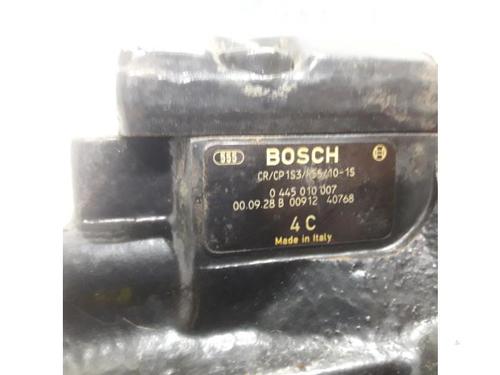 555 BOSCH
CR/CP1S3/R55/10-1S
0 445 010 007
00.09.28 B 00912 40768
4 C
Made in Italy